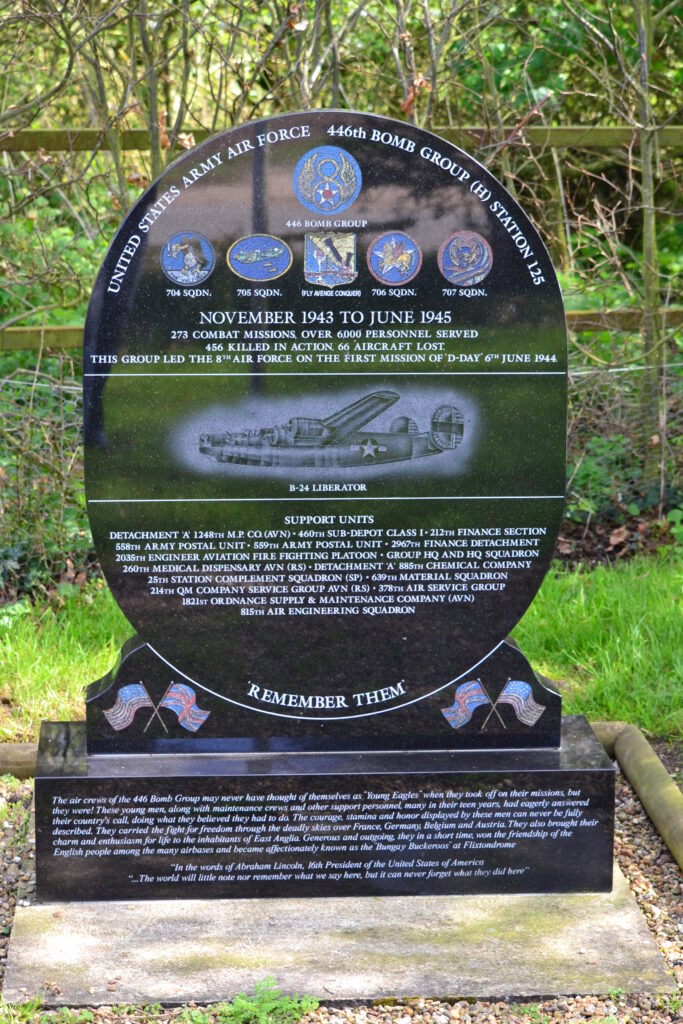 UNITED STATES ARMY AIR FORCE 446TH BOMB GROUP (H) STATION 125
446 BOMB GROUP
704 SQDN. 705 SQDN. (FLY AVENGE CONQUER) 706 SQDN. 707 SQDN.
NOVEMBER 1943 TO JUNE 1945
273 COMBAT MISSIONS, OVER 6,000 PERSONNEL SERVED
456 KILLED IN ACTION, 66 AIRCRAFT LOST.
THIS GROUP LED THE 8TH AIR FORCE ON THE FIRST MISSION OF 'D-DAY' 6TH JUNE 1944.
B-24 LIBERATOR
SUPPORT UNITS
DETACHMENT 'A' 1248TH M.P. CO. (AVN) • 460TH SUB-DEPOT CLASS I • 212TH FINANCE SECTION
558TH ARMY POSTAL UNIT • 559TH ARMY POSTAL UNIT • 2967TH FINANCE DETACHMENT
2035TH ENGINEER AVIATION FIRE FIGHTING PLATOON • GROUP HQ AND HQ SQUADRON
260TH MEDICAL DISPENSARY AVN (RS) • DETACHMENT 'A' 885TH CHEMICAL COMPANY
25TH STATION COMPLEMENT SQUADRON (SP) • 639TH MATERIAL SQUADRON
214TH QM COMPANY SERVICE GROUP AVN (RS) • 378TH AIR SERVICE GROUP
1821ST ORDNANCE SUPPLY & MAINTENANCE COMPANY (AVN)
815TH AIR ENGINEERING SQUADRON
"REMEMBER THEM"
The air crews of the 446 Bomb Group may never have thought of themselves as 'Young Eagles' when they took off on their missions, but
they were! These young men, along with maintenance crews and other support personnel, many in their teen years, had eagerly answered
their country's call, doing what they believed they had to do. The courage, stamina and honor displayed by these men can never be fully
described. They carried the fight for freedom through the deadly skies over France, Germany, Belgium and Austria. They also brought their
charm and enthusiasm for life to the inhabitants of East Anglia. Generous and outgoing, they in a short time, won the friendship of the
English people among the many airbases and became affectionately known as the 'Bungay Buckeroos' at Flixtondrome
"In the words of Abraham Lincoln, 16th President of the United States of America
"...The world will little note nor remember what we say here, but it can never forget what they did here"